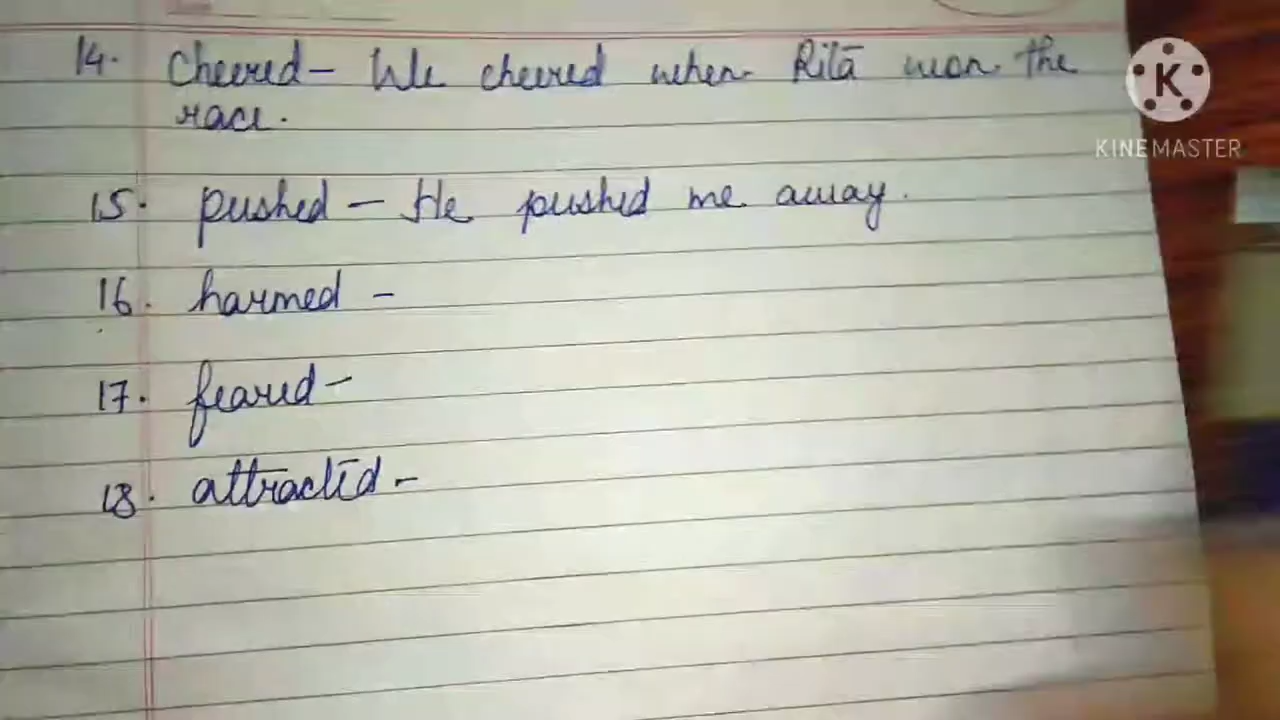 14. Cheered - We cheered when Rita won the
race.
K
KINEMASTER
15. pushed - He pushed me away.
16. harmed -
17. feared -
18. attracted -